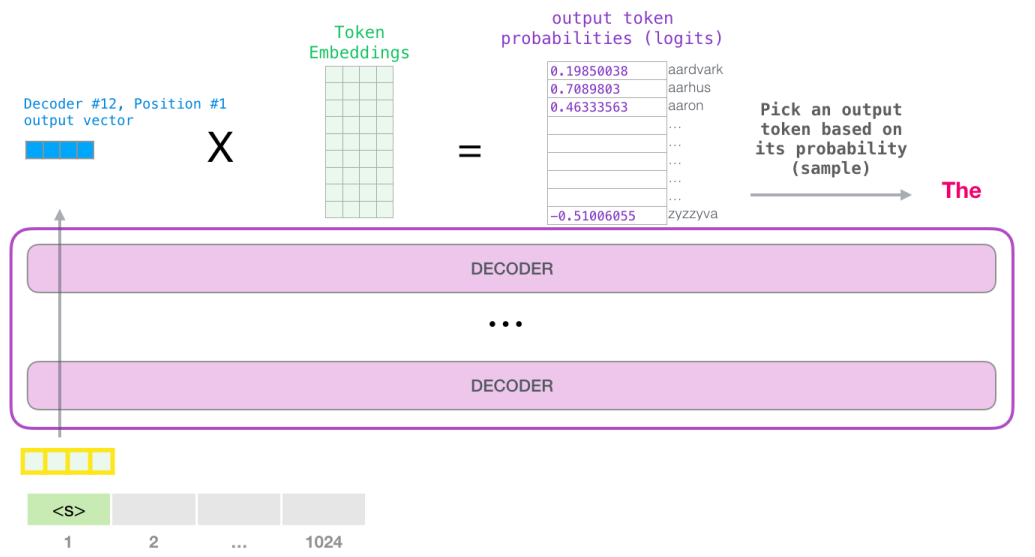 Token
Embeddings
output token
probabilities (logits)
Decoder #12, Position #1
output vector
X
=
0.19850038 aardvark
0.7089803 aarhus
0.46333563 aaron
...
...
...
...
...
-0.51006055 zyzzyva
Pick an output
token based on
its probability
(sample)
The
DECODER
...
DECODER
<s>
1 2 ... 1024